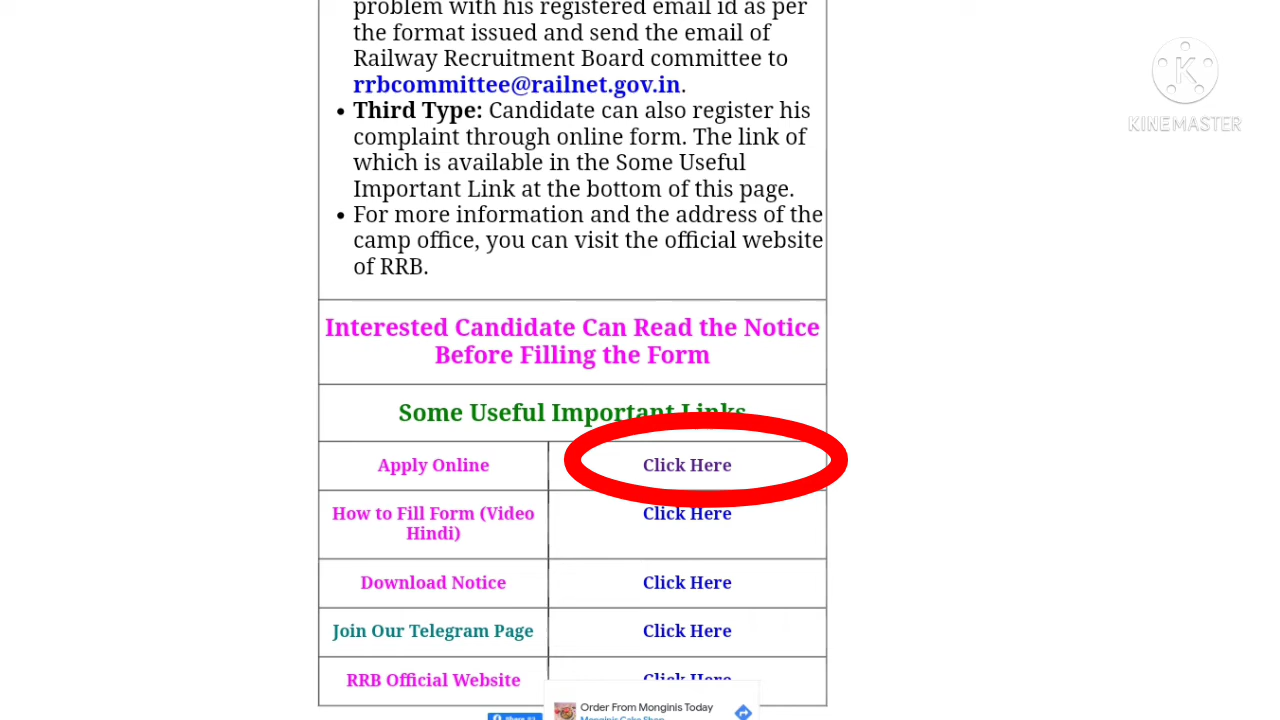 problem with his registered email id as per
the format issued and send the email of
Railway Recruitment Board committee to
rrbcommittee@railnet.gov.in.
• Third Type: Candidate can also register his
complaint through online form. The link of
which is available in the Some Useful
Important Link at the bottom of this page.
• For more information and the address of the
camp office, you can visit the official website
of RRB.
Interested Candidate Can Read the Notice
Before Filling the Form
Some Useful Important Links
Apply Online Click Here
How to Fill Form (Video Click Here
Hindi)
Download Notice Click Here
Join Our Telegram Page Click Here
RRB Official Website Click Here
Order From Monginis Today
Monginis Cake Shop
K
KINEMASTER